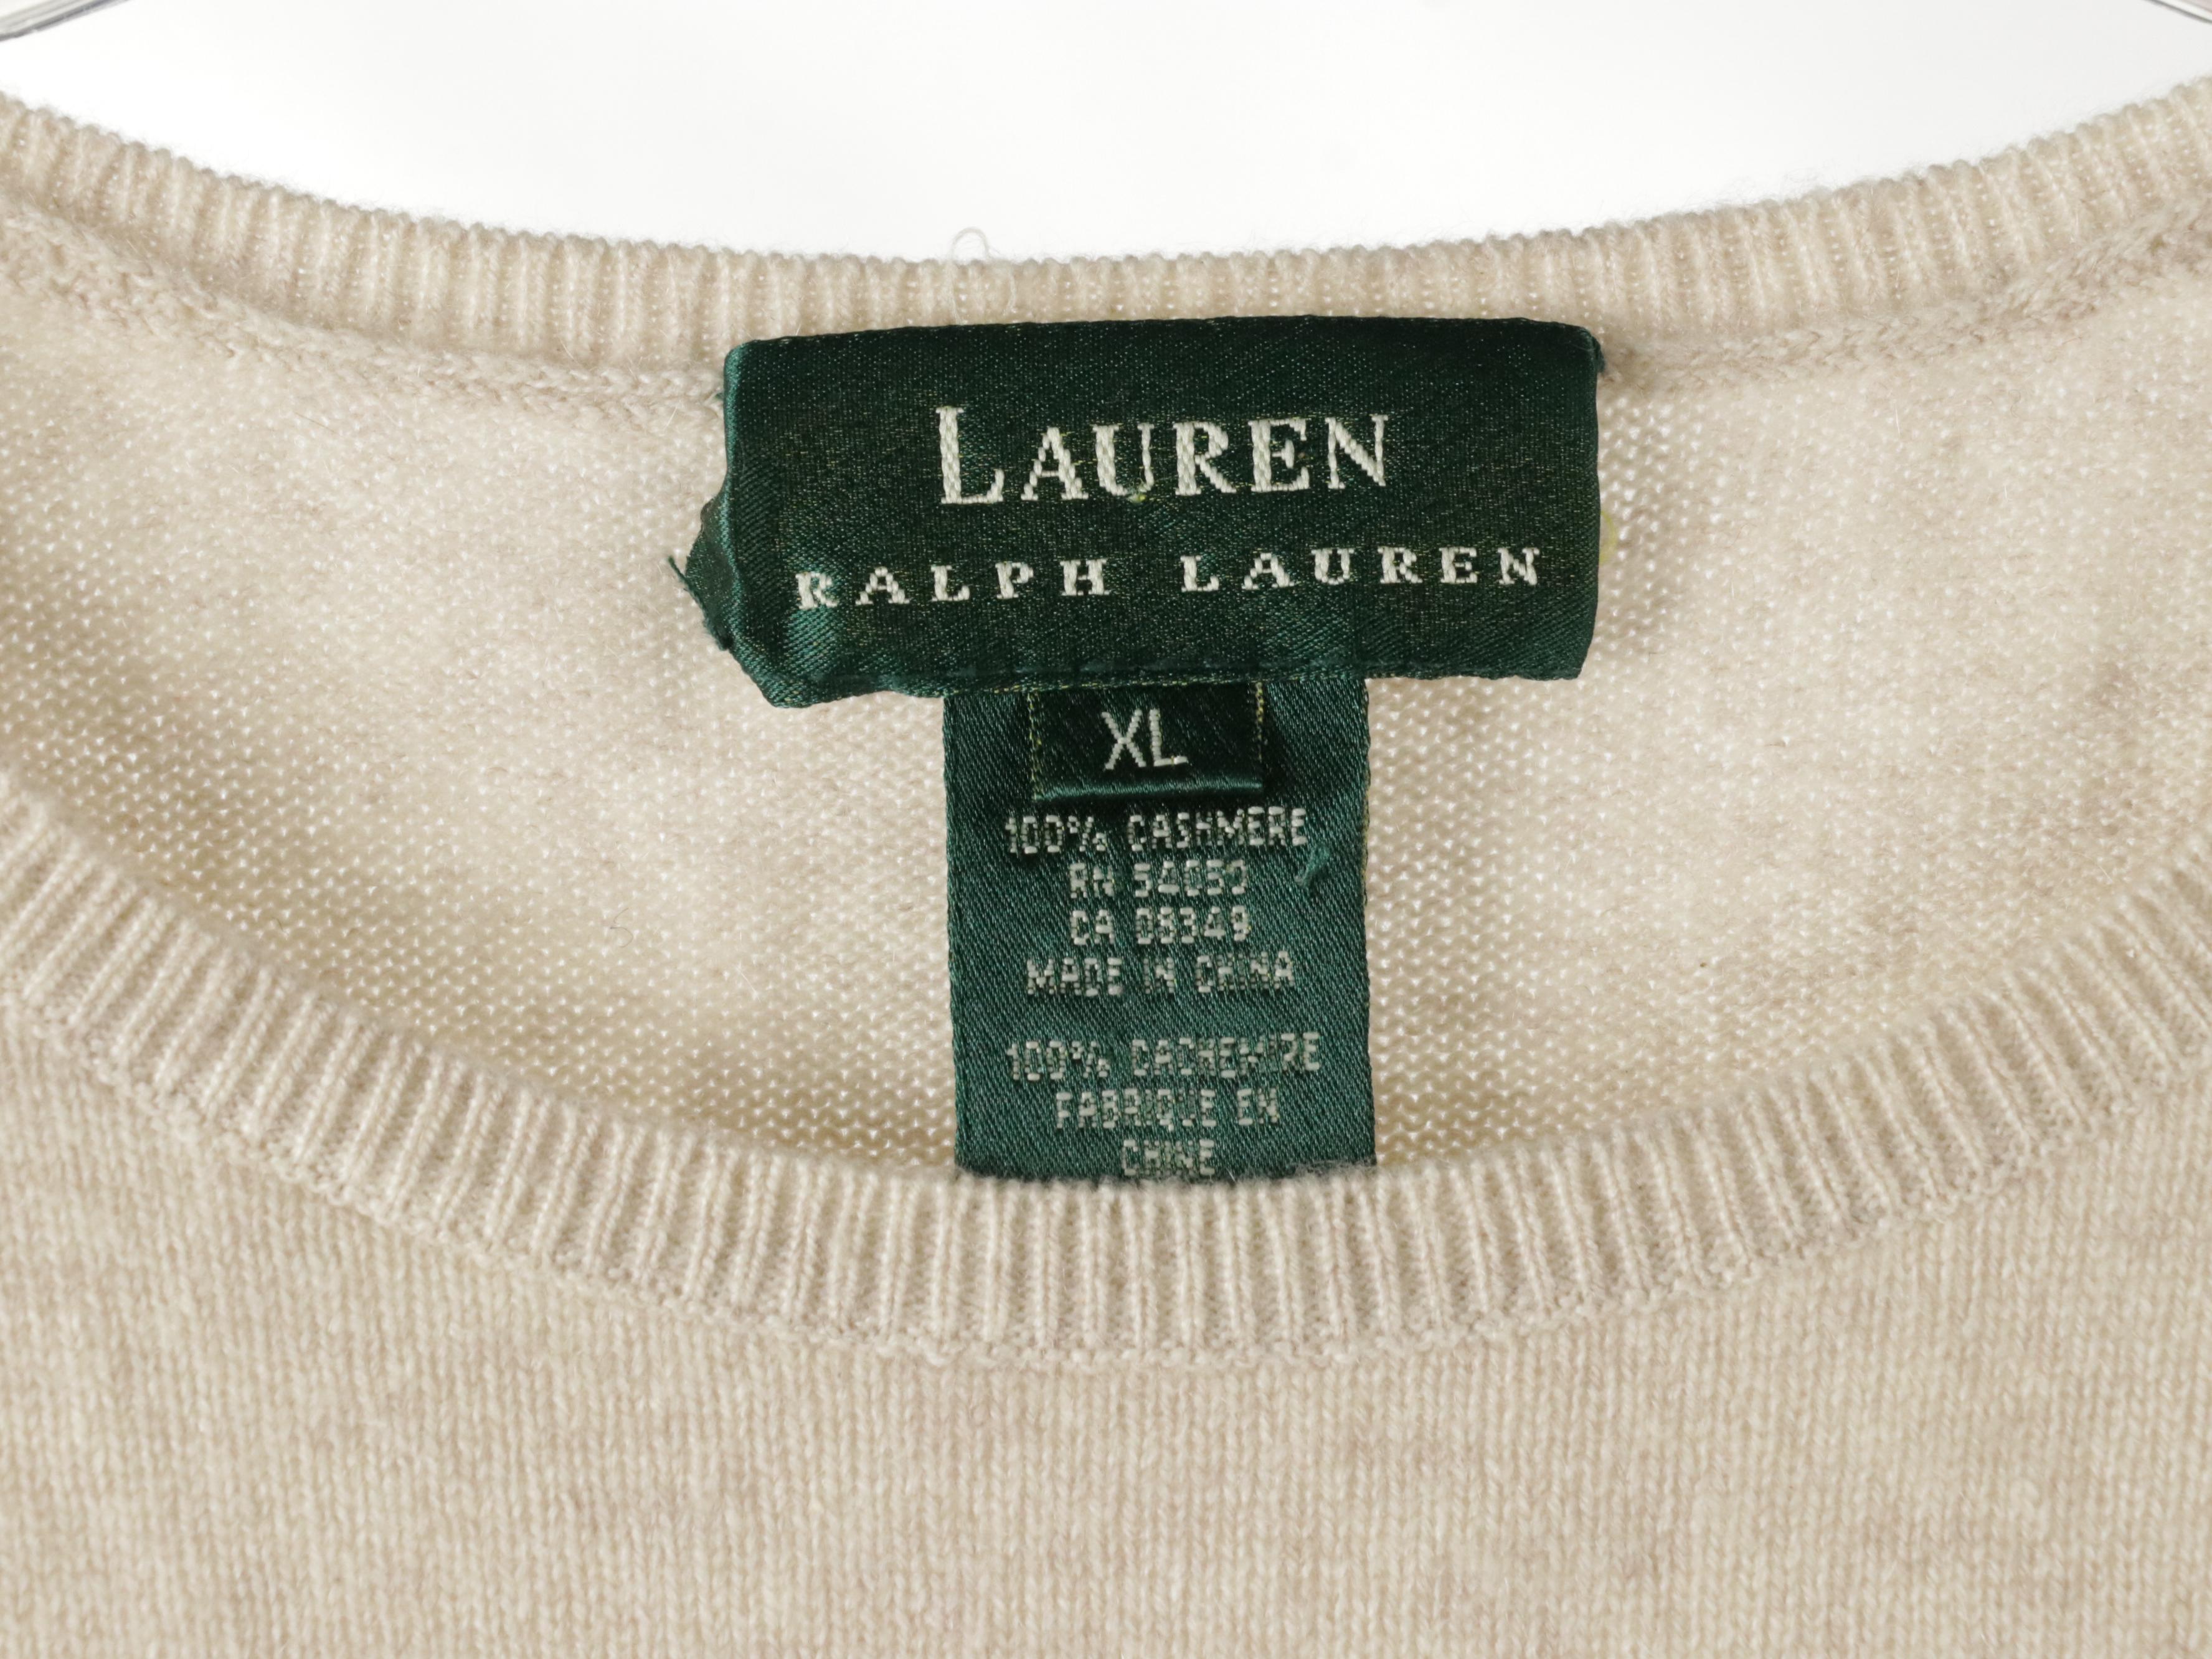 LAUREN
RALPH LAUREN
XL
100% CASHMERE
RN 54050
CA 08349
MADE IN CHINA
100% CACHEMIRE
FABRIQUE EN
CHINE